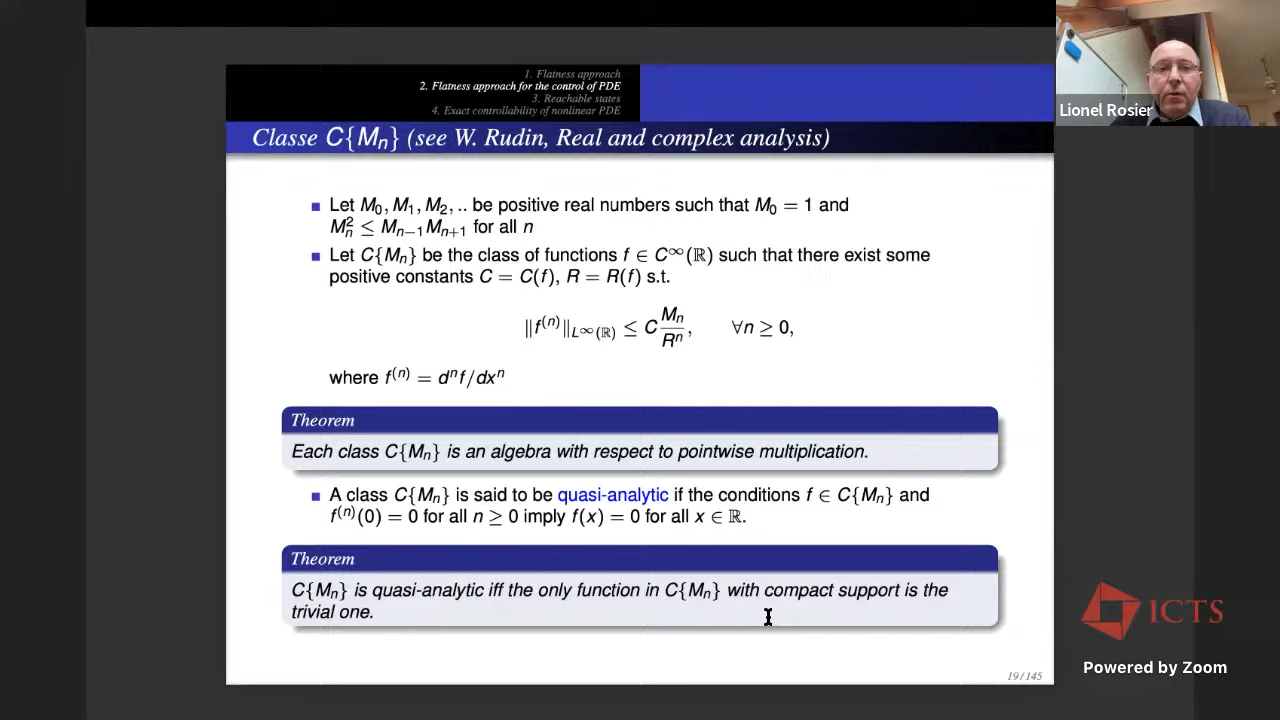 1. Flatness approach
2. Flatness approach for the control of PDE
3. Reachable states
4. Exact controllability of nonlinear PDE
Lionel Rosier
Classe C{Mₙ} (see W. Rudin, Real and complex analysis)
Let M₀, M₁, M₂, .. be positive real numbers such that M₀ = 1 and
Mₙ² ≤ Mₙ₋₁Mₙ₊₁ for all n
Let C{Mₙ} be the class of functions f ∈ C^∞(ℝ) such that there exist some
positive constants C = C(f), R = R(f) s.t.
‖f⁽ⁿ⁾‖_{L^∞(ℝ)} ≤ C Mₙ/Rⁿ, ∀n ≥ 0,
where f⁽ⁿ⁾ = dⁿf/dxⁿ
Theorem
Each class C{Mₙ} is an algebra with respect to pointwise multiplication.
A class C{Mₙ} is said to be quasi-analytic if the conditions f ∈ C{Mₙ} and
f⁽ⁿ⁾(0) = 0 for all n ≥ 0 imply f(x) = 0 for all x ∈ ℝ.
Theorem
C{Mₙ} is quasi-analytic iff the only function in C{Mₙ} with compact support is the
trivial one.
19/145
ICTS
Powered by Zoom